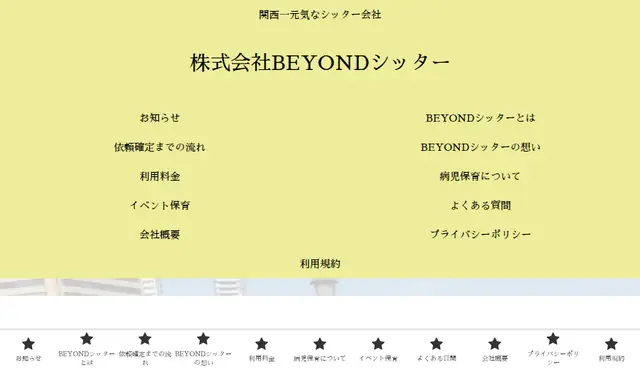 関西一元気なシッター会社
株式会社BEYONDシッター
お知らせ
BEYONDシッターとは
依頼確定までの流れ
BEYONDシッターの想い
利用料金
病児保育について
イベント保育
よくある質問
会社概要
プライバシーポリシー
利用規約
お知らせ
BEYONDシッター
とは
依頼確定までの流
れ
BEYONDシッター
の想い
利用料金
病児保育について
イベント保育
よくある質問
会社概要
プライバシーポリ
シー
利用規約